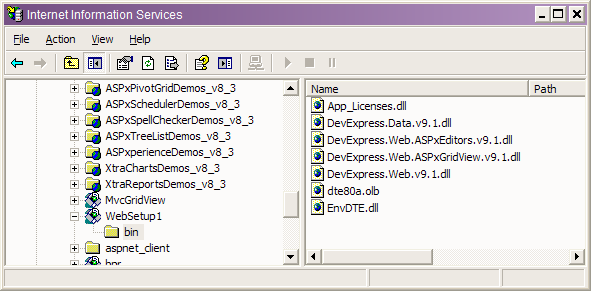 Internet Information Services
File Action View Help
ASPxPivotGridDemos_v8_3
ASPxSchedulerDemos_v8_3
ASPxSpellCheckerDemos_v8_3
ASPxTreeListDemos_v8_3
ASPxperienceDemos_v8_3
XtraChartsDemos_v8_3
XtraReportsDemos_v8_3
MvcGridView
WebSetup1
bin
aspnet_client
Name Path
App_Licenses.dll
DevExpress.Data.v9.1.dll
DevExpress.Web.ASPxEditors.v9.1.dll
DevExpress.Web.ASPxGridView.v9.1.dll
DevExpress.Web.v9.1.dll
dte80a.olb
EnvDTE.dll